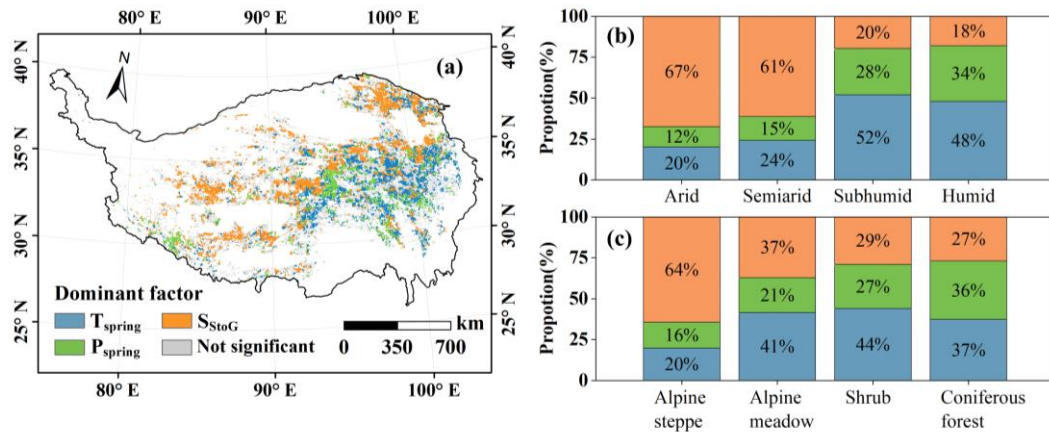 80° E 90° E 100° E
N
(a)
40° N 40° N
35° N 35° N
30° N 30° N
25° N 25° N
Dominant factor
Tspring SStoG
Pspring Not significant
km
0 350 700
80° E 90° E 100° E
Propotion(%)
100
75
50
25
0
(b)
67% 61% 20% 18%
12% 15% 28% 34%
20% 24% 52% 48%
Arid Semiarid Subhumid Humid
Propotion(%)
100
75
50
25
0
(c)
64% 37% 29% 27%
16% 21% 27% 36%
20% 41% 44% 37%
Alpine Alpine Shrub Coniferous
steppe meadow forest